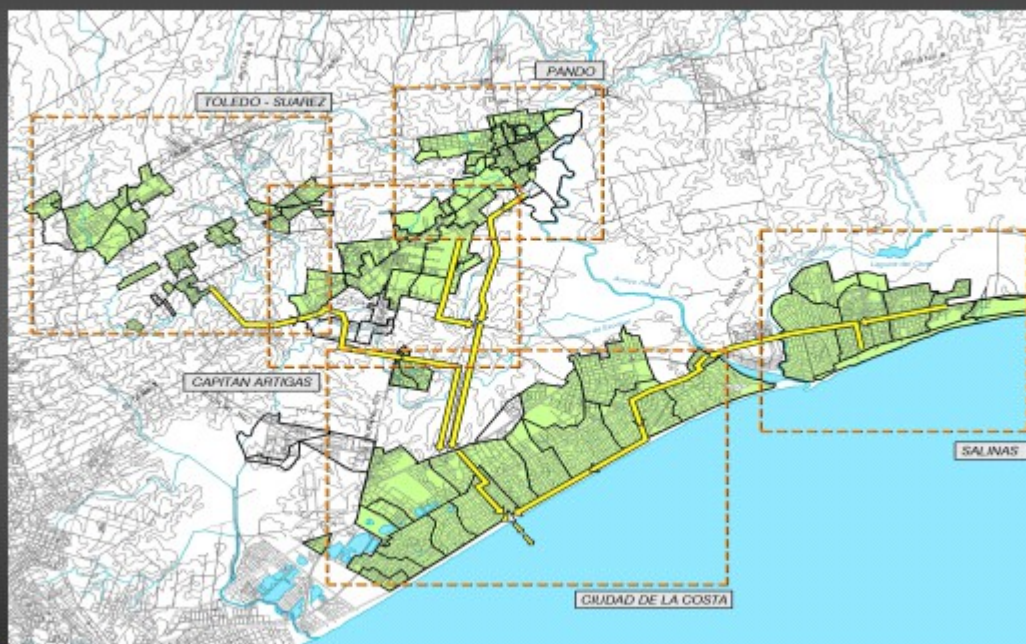 PANDO
TOLEDO - SUAREZ
CAPITAN ARTIGAS
SALINAS
CIUDAD DE LA COSTA